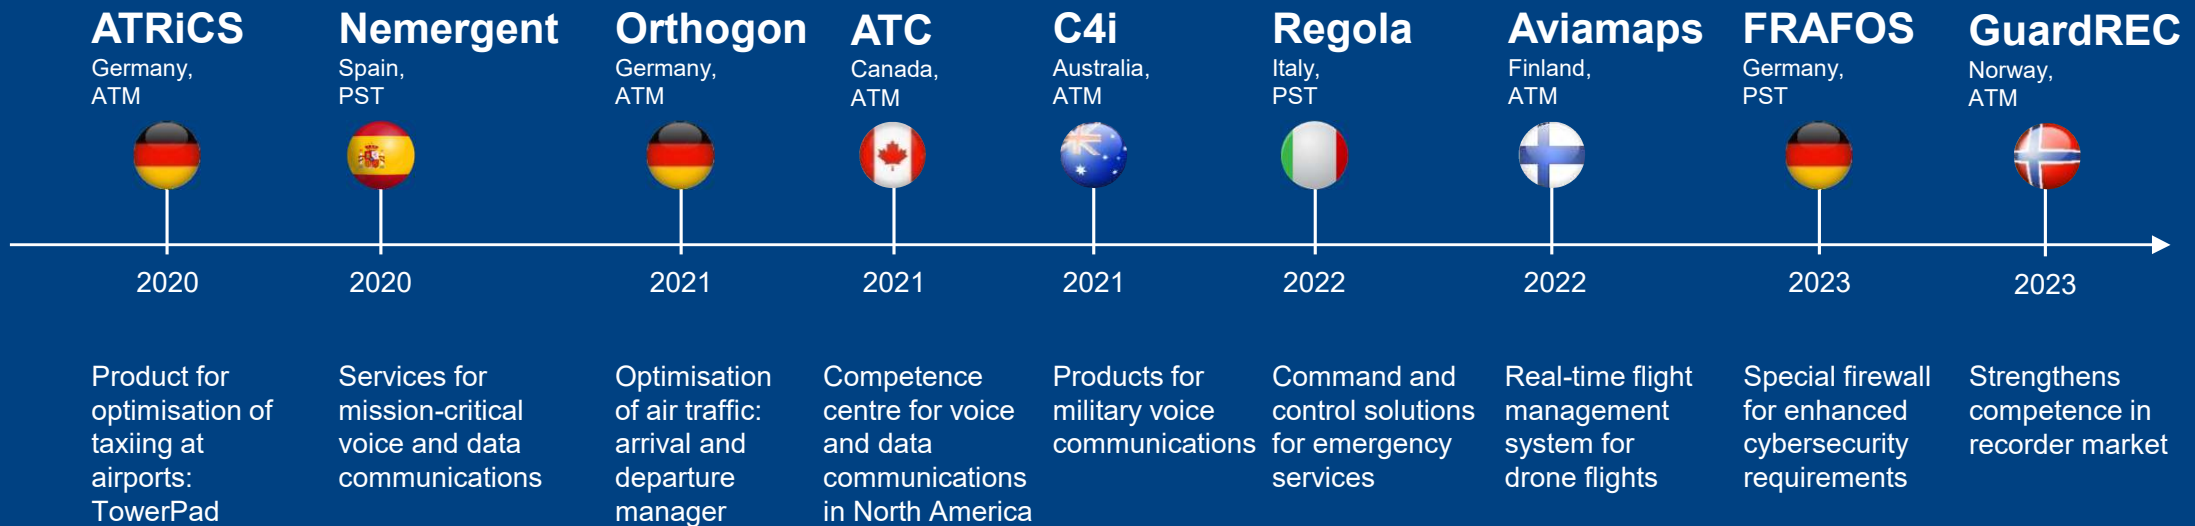 ATRiCS
Germany,
ATM
Nemergent
Spain,
PST
Orthogon
Germany,
ATM
ATC
Canada,
ATM
C4i
Australia,
ATM
Regola
Italy,
PST
Aviamaps
Finland,
ATM
FRAFOS
Germany,
PST
GuardREC
Norway,
ATM
2020
2020
2021
2021
2021
2022
2022
2023
2023
Product for
optimisation of
taxiing at
airports:
TowerPad
Services for
mission-critical
voice and data
communications
Optimisation
of air traffic:
arrival and
departure
manager
Competence
centre for voice
and data
communications
in North America
Products for
military voice
communications
Command and
control solutions
for emergency
services
Real-time flight
management
system for
drone flights
Special firewall
for enhanced
cybersecurity
requirements
Strengthens
competence in
recorder market